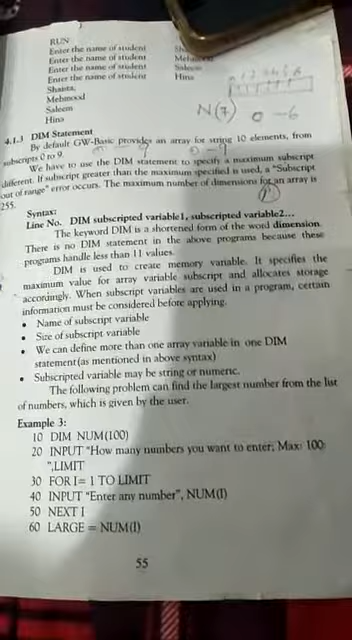 RUN
Enter the name of student
Enter the name of student Mehmood
Enter the name of student Saleem
Enter the name of student Hina
Shaista,
Mehmood
Saleem
Hina
N(7) 0 - 6
4.1.3 DIM Statement
By default GW-Basic provides an array for string 10 elements, from
subscripts 0 to 9.
We have to use the DIM statement to specify a maximum subscript
different. If subscript greater than the maximum specified is used, a "Subscript
out of range" error occurs. The maximum number of dimensions for an array is
255.
Syntax:
Line No. DIM subscripted variable1, subscripted variable2...
The keyword DIM is a shortened form of the word dimension.
There is no DIM statement in the above programs because these
programs handle less than 11 values.
DIM is used to create memory variable. It specifies the
maximum value for array variable subscript and allocates storage
accordingly. When subscript variables are used in a program, certain
information must be considered before applying.
• Name of subscript variable
• Size of subscript variable
• We can define more than one array variable in one DIM
statement(as mentioned in above syntax)
• Subscripted variable may be string or numeric.
The following problem can find the largest number from the list
of numbers, which is given by the user.
Example 3:
10 DIM NUM(100)
20 INPUT "How many numbers you want to enter; Max: 100:
",LIMIT
30 FOR I= 1 TO LIMIT
40 INPUT "Enter any number", NUM(I)
50 NEXT I
60 LARGE = NUM(I)
55